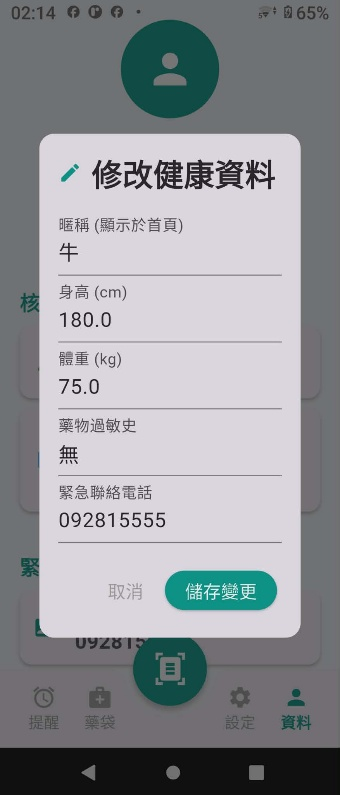 02:14
65%
修改健康資料
暱稱 (顯示於首頁)
牛
身高 (cm)
180.0
體重 (kg)
75.0
藥物過敏史
無
緊急聯絡電話
092815555
取消
儲存變更
核
緊
092815
提醒
藥袋
設定
資料